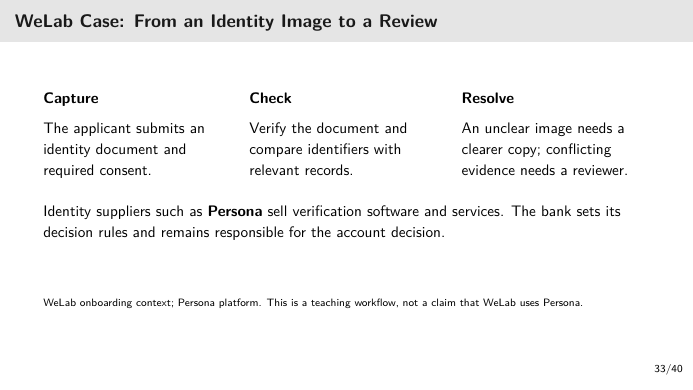 WeLab Case: From an Identity Image to a Review
Capture
The applicant submits an
identity document and
required consent.
Check
Verify the document and
compare identifiers with
relevant records.
Resolve
An unclear image needs a
clearer copy; conflicting
evidence needs a reviewer.
Identity suppliers such as Persona sell verification software and services. The bank sets its
decision rules and remains responsible for the account decision.
WeLab onboarding context; Persona platform. This is a teaching workflow, not a claim that WeLab uses Persona.
33/40